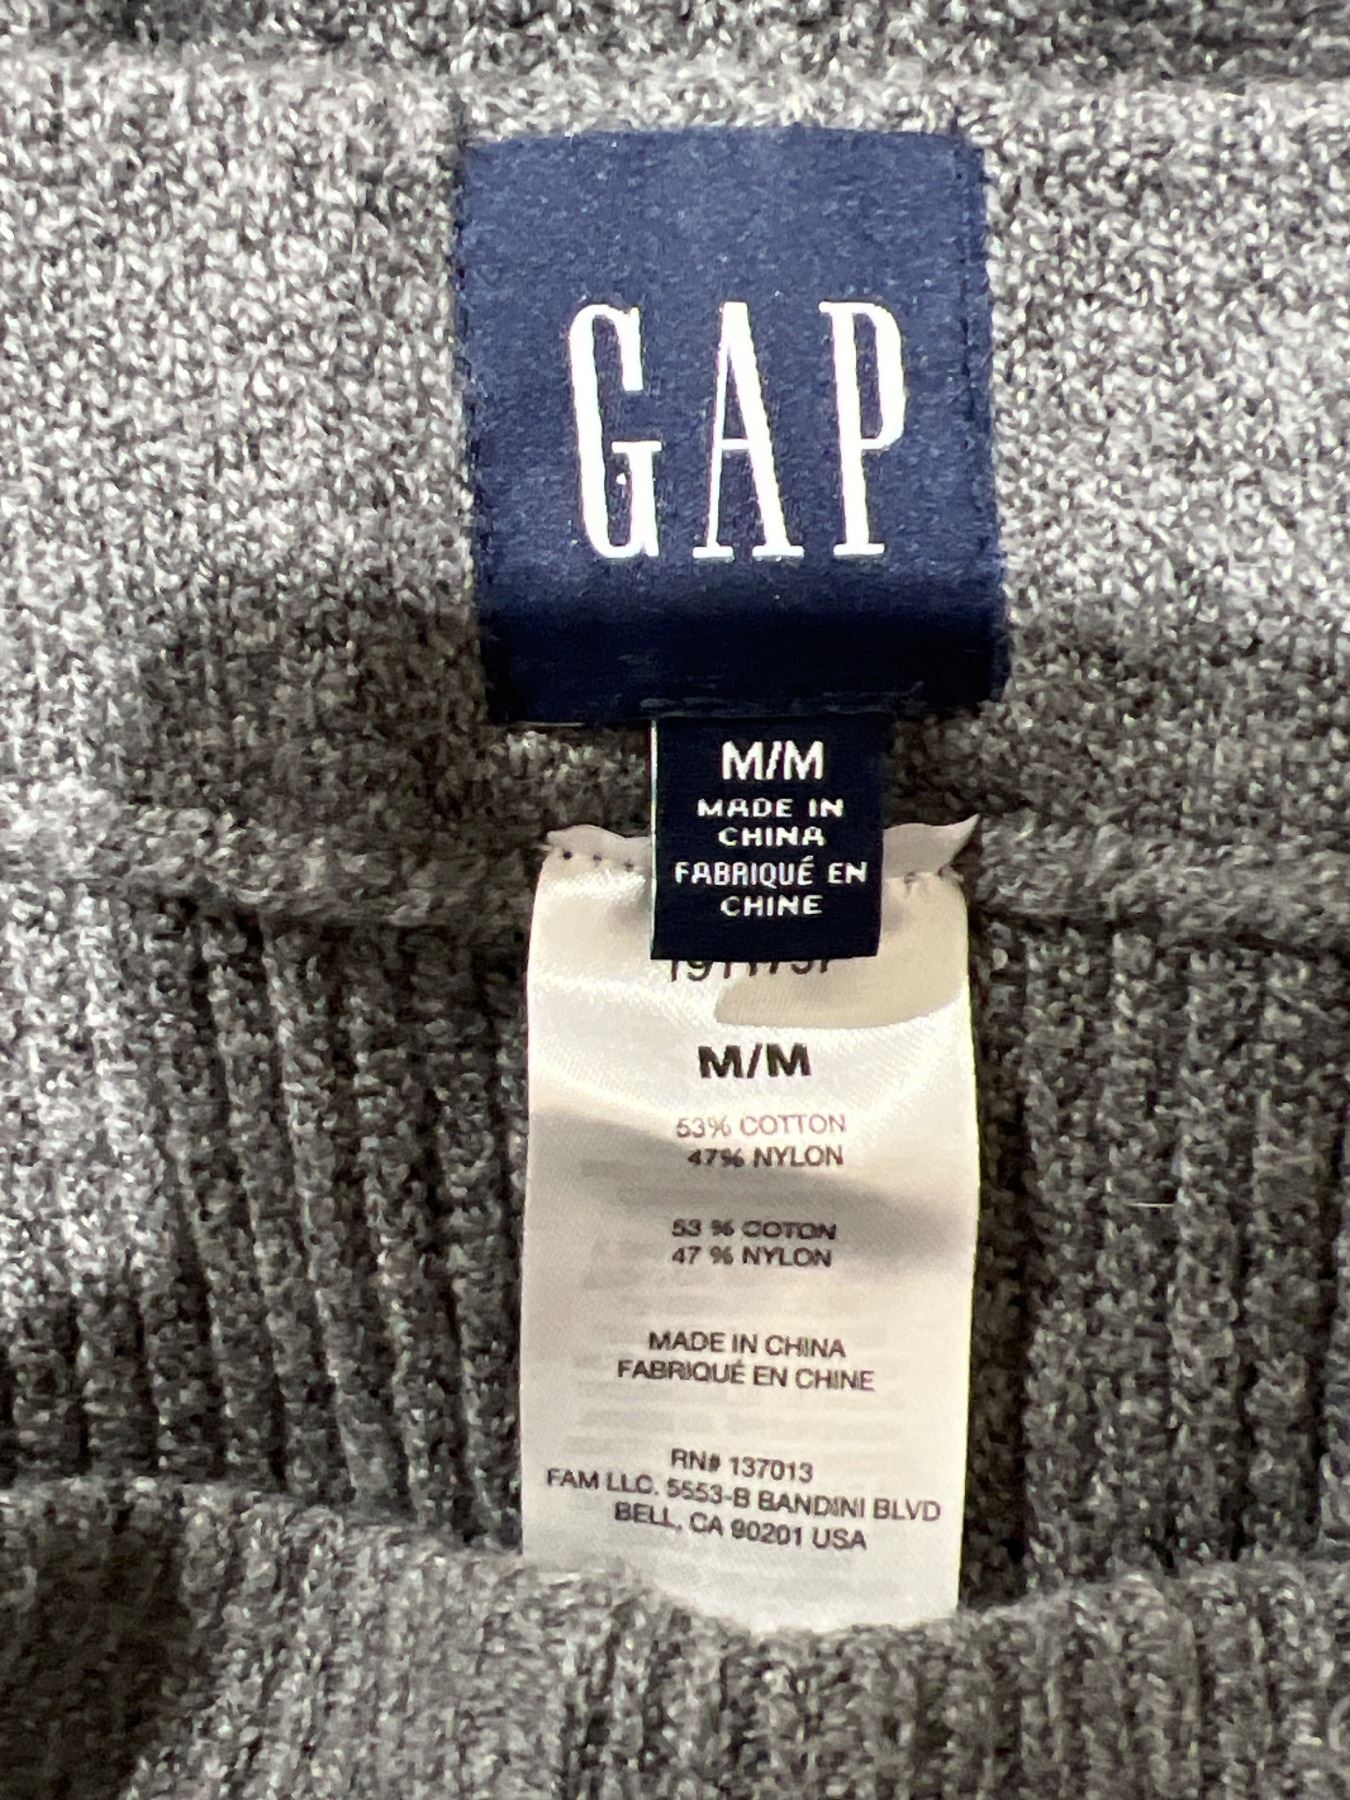 GAP
M/M
MADE IN
CHINA
FABRIQUÉ EN
CHINE
M/M
53% COTTON
47% NYLON
53 % COTON
47 % NYLON
MADE IN CHINA
FABRIQUÉ EN CHINE
RN# 137013
FAM LLC. 5553-B BANDINI BLVD
BELL, CA 90201 USA